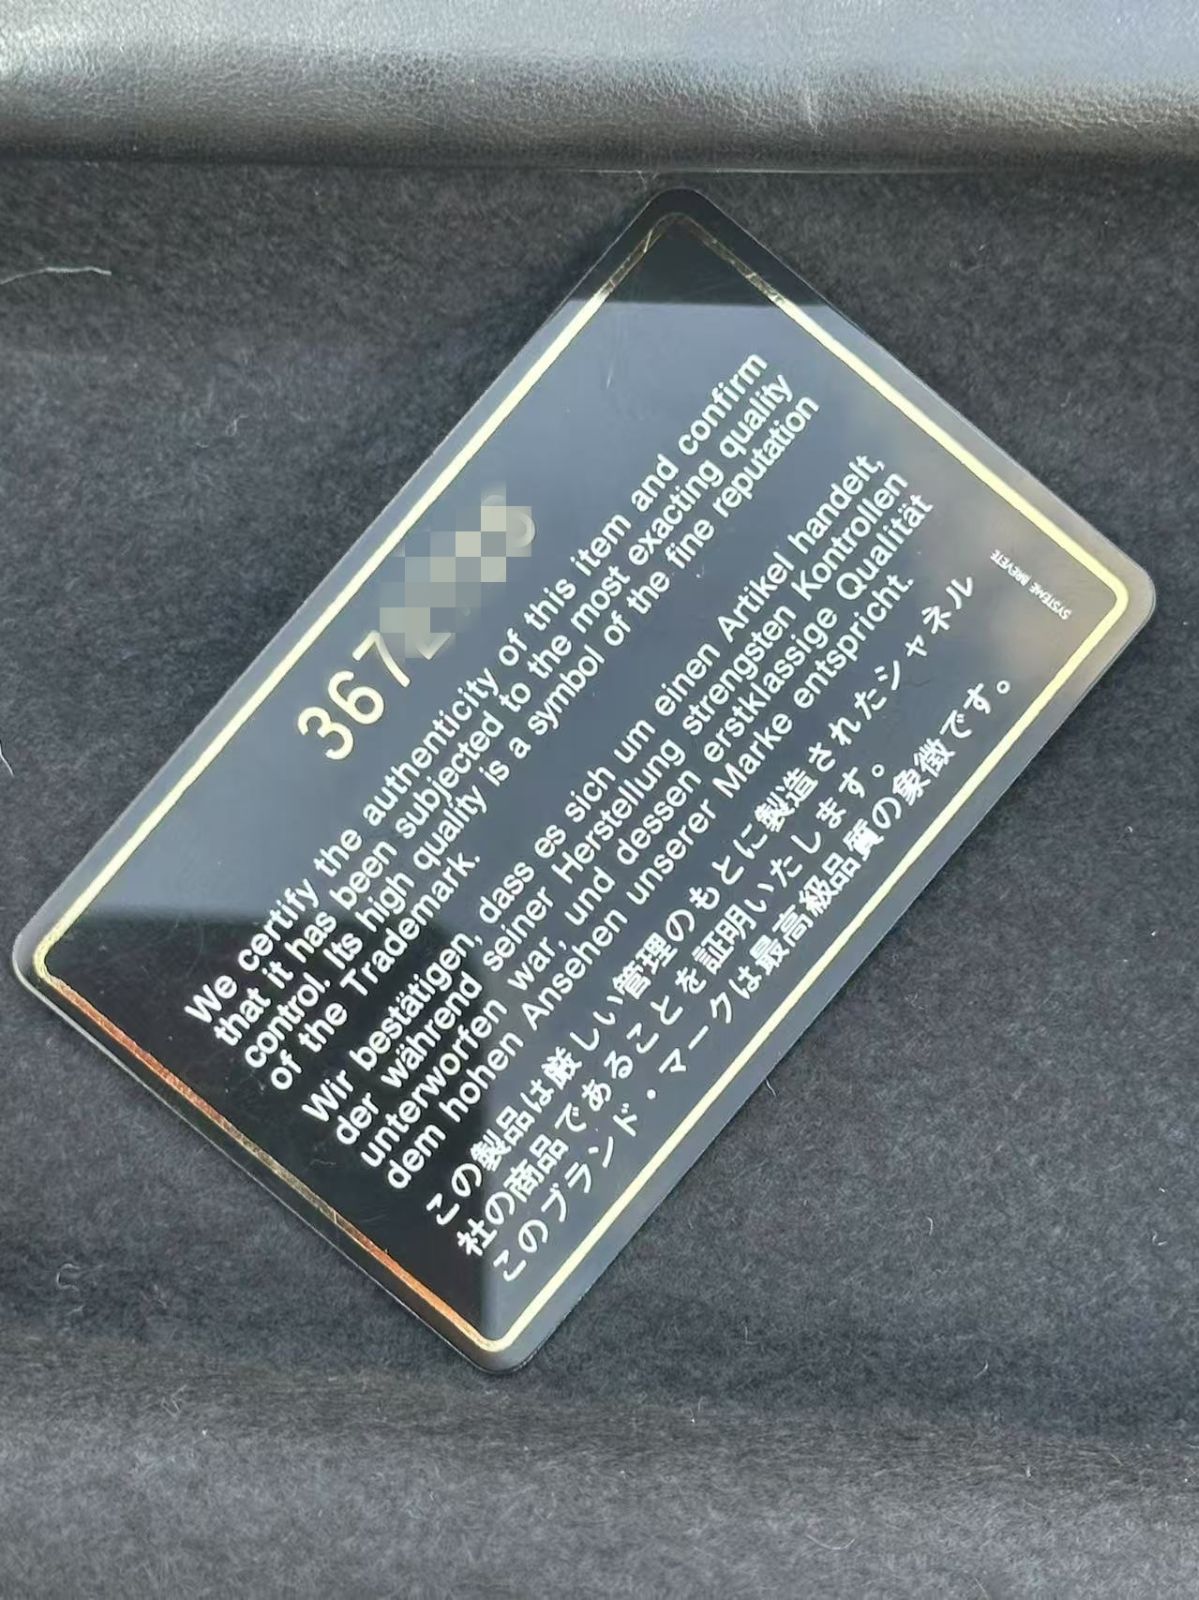 367
We certify the authenticity of this item and confirm
that it has been subjected to the most exacting quality
control. Its high quality is a symbol of the fine reputation
of the Trademark.
Wir bestätigen, dass es sich um einen Artikel handelt,
der während seiner Herstellung strengsten Kontrollen
unterworfen war, und dessen erstklassige Qualität
dem hohen Ansehen unserer Marke entspricht.
この製品は厳しい管理のもとに製造されたシャネル
社の商品であることを証明いたします。
このブランド・マークは最高級品質の象徴です。
SYSTEME BREVETE